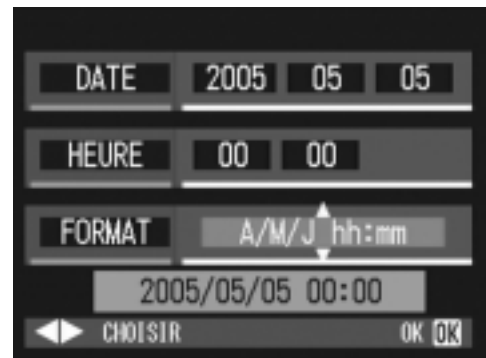 DATE 2005 05 05
HEURE 00 00
FORMAT A/M/J hh:mm
2005/05/05 00:00
CHOISIR OK OK